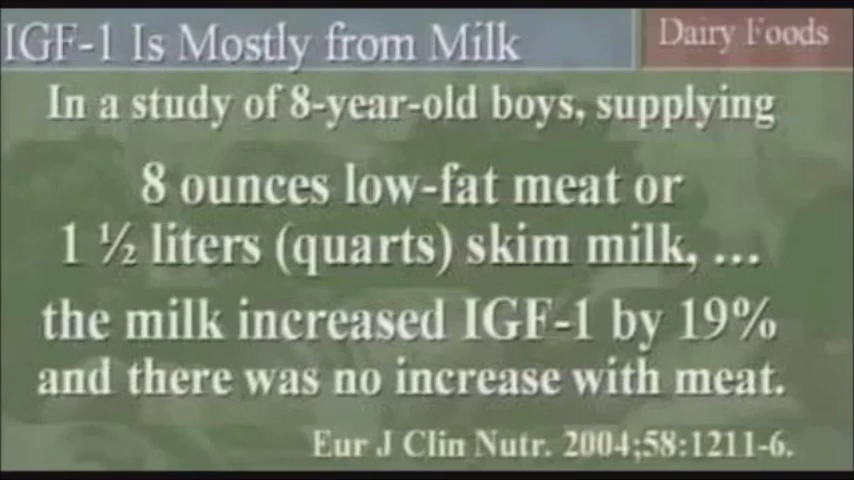 IGF-1 Is Mostly from Milk
Dairy Foods
In a study of 8-year-old boys, supplying
8 ounces low-fat meat or
1 ½ liters (quarts) skim milk, ...
the milk increased IGF-1 by 19%
and there was no increase with meat.
Eur J Clin Nutr. 2004;58:1211-6.